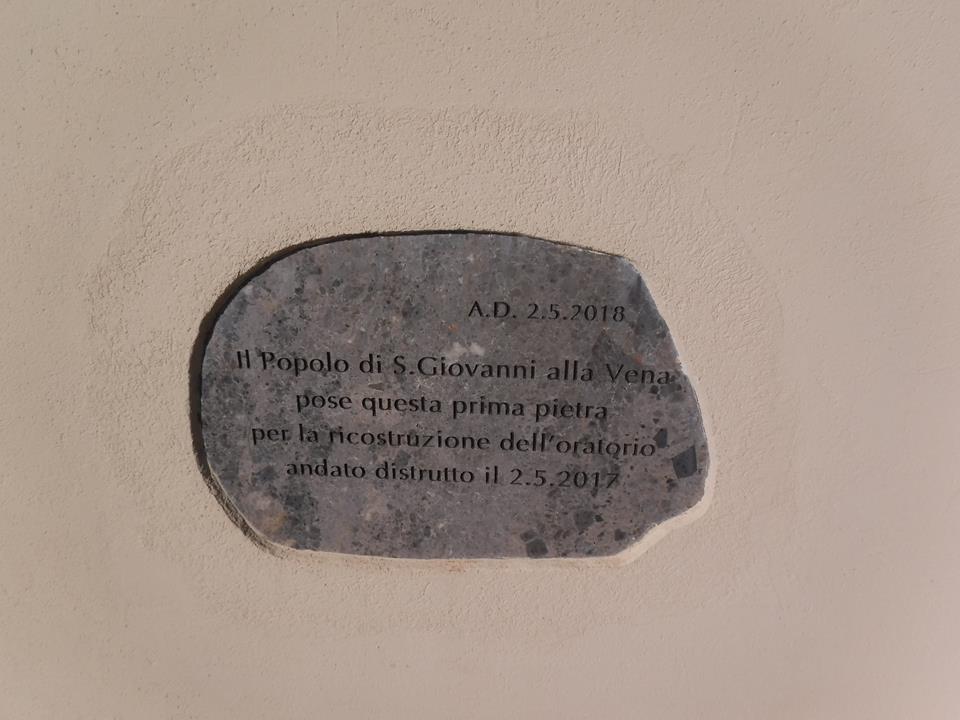 A.D. 2.5.2018
Il Popolo di S.Giovanni alla Vena
pose questa prima pietra
per la ricostruzione dell'oratorio
andato distrutto il 2.5.2017